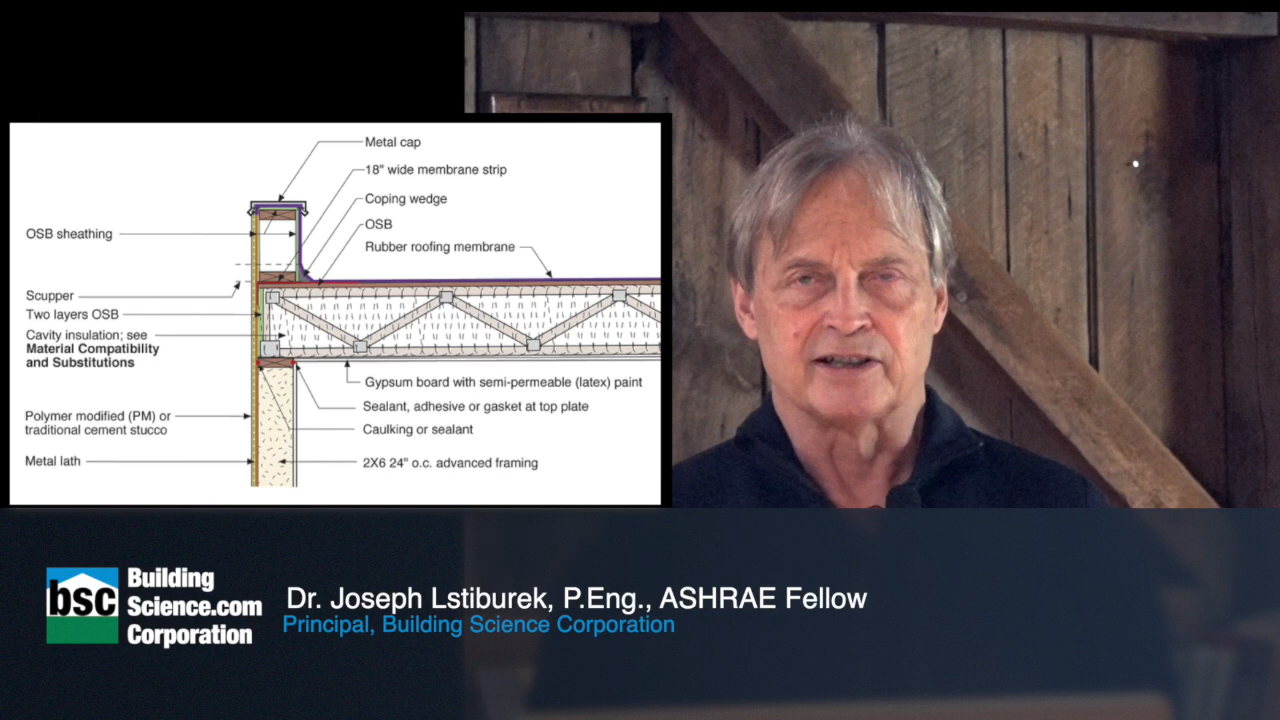 Metal cap
18" wide membrane strip
Coping wedge
OSB
Rubber roofing membrane
OSB sheathing
Scupper
Two layers OSB
Cavity insulation; see
Material Compatibility
and Substitutions
Polymer modified (PM) or
traditional cement stucco
Metal lath
Gypsum board with semi-permeable (latex) paint
Sealant, adhesive or gasket at top plate
Caulking or sealant
2X6 24" o.c. advanced framing
bsc
Building
Science.com
Corporation
Dr. Joseph Lstiburek, P.Eng., ASHRAE Fellow
Principal, Building Science Corporation